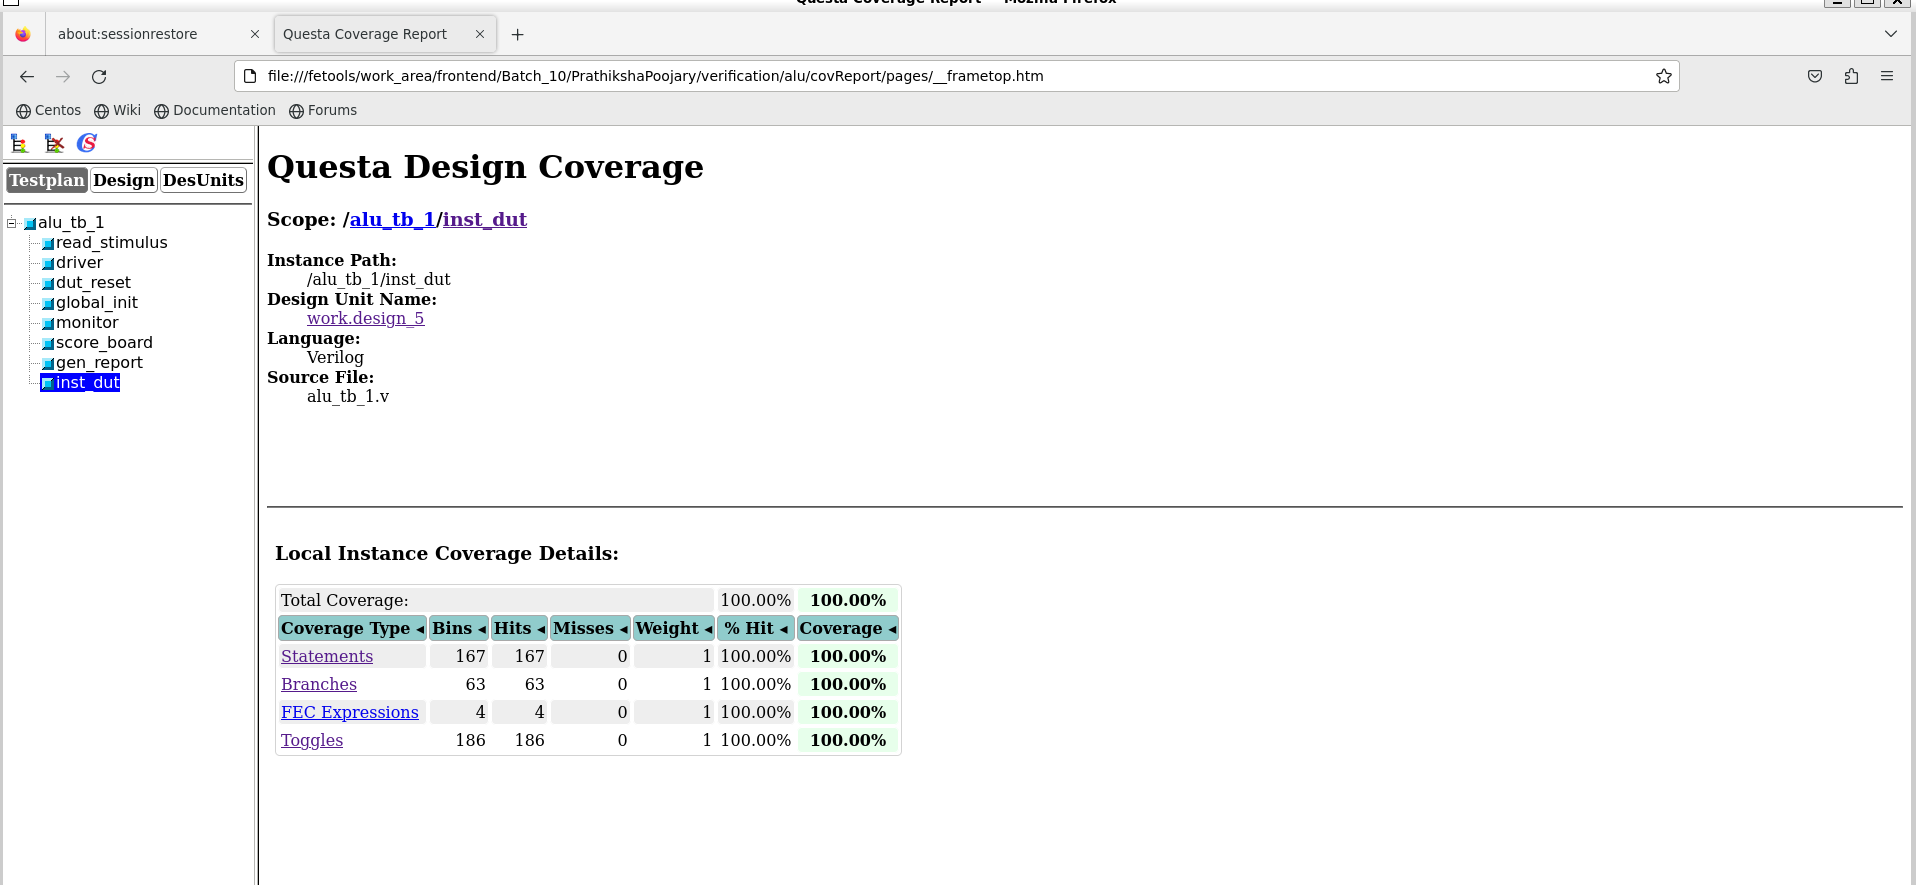 Questa Coverage Report — Mozilla Firefox
about:sessionrestore
Questa Coverage Report
file:///fetools/work_area/frontend/Batch_10/PrathikshaPoojary/verification/alu/covReport/pages/__frametop.htm
Centos Wiki Documentation Forums
Testplan Design DesUnits
alu_tb_1
read_stimulus
driver
dut_reset
global_init
monitor
score_board
gen_report
inst_dut
Questa Design Coverage
Scope: /alu_tb_1/inst_dut
Instance Path:
/alu_tb_1/inst_dut
Design Unit Name:
work.design_5
Language:
Verilog
Source File:
alu_tb_1.v
Local Instance Coverage Details:
Total Coverage: 100.00% 100.00%
Coverage Type ◄ Bins ◄ Hits ◄ Misses ◄ Weight ◄ % Hit ◄ Coverage ◄
Statements 167 167 0 1 100.00% 100.00%
Branches 63 63 0 1 100.00% 100.00%
FEC Expressions 4 4 0 1 100.00% 100.00%
Toggles 186 186 0 1 100.00% 100.00%